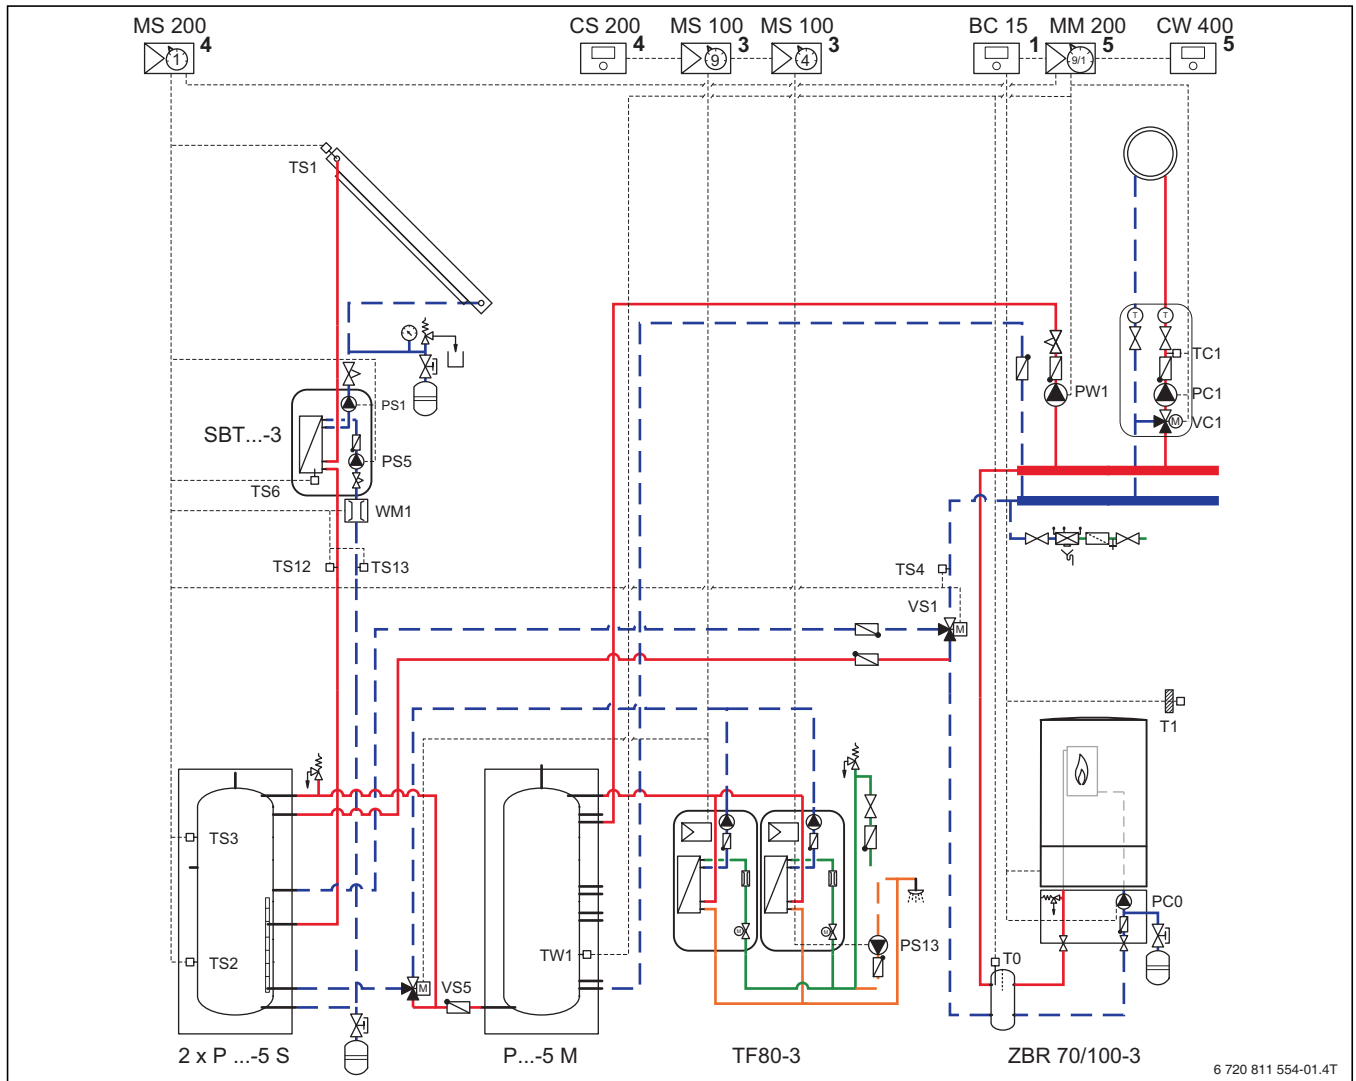 MS 200 4
CS 200 4
MS 100 3
MS 100 3
BC 15 1
MM 200 5
CW 400 5
1
9
4
9/1
TS1
T T
TC1
PC1
PW1
M VC1
PS1
SBT...-3
PS5
TS6
WM1
TS12
TS13
TS4
VS1
M
T1
TS3
TS2
TW1
M
M
PS13
PC0
T0
M VS5
2 x P ...-5 S
P...-5 M
TF80-3
ZBR 70/100-3
6 720 811 554-01.4T